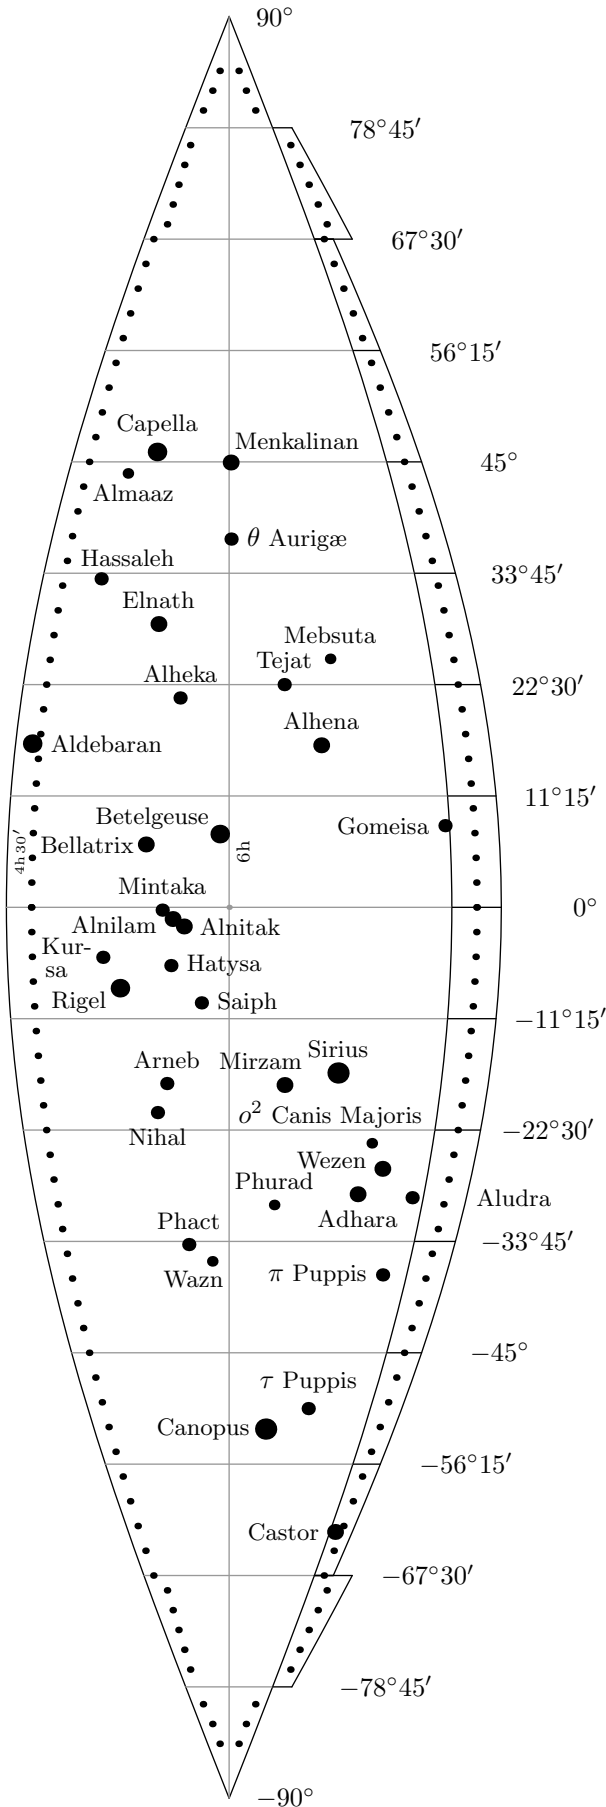 90°
78°45′
67°30′
56°15′
Capella
Menkalinan
45°
Almaaz
θ Aurigæ
Hassaleh
33°45′
Elnath
Mebsuta
Tejat
Alheka
22°30′
Alhena
Aldebaran
11°15′
Betelgeuse
Gomeisa
Bellatrix
4h 30′
6h
Mintaka
0°
Alnilam
Alnitak
Kur-
sa
Hatysa
Rigel
Saiph
−11°15′
Sirius
Arneb
Mirzam
o² Canis Majoris
−22°30′
Nihal
Wezen
Phurad
Aludra
Adhara
Phact
−33°45′
π Puppis
Wazn
−45°
τ Puppis
Canopus
−56°15′
Castor
−67°30′
−78°45′
−90°